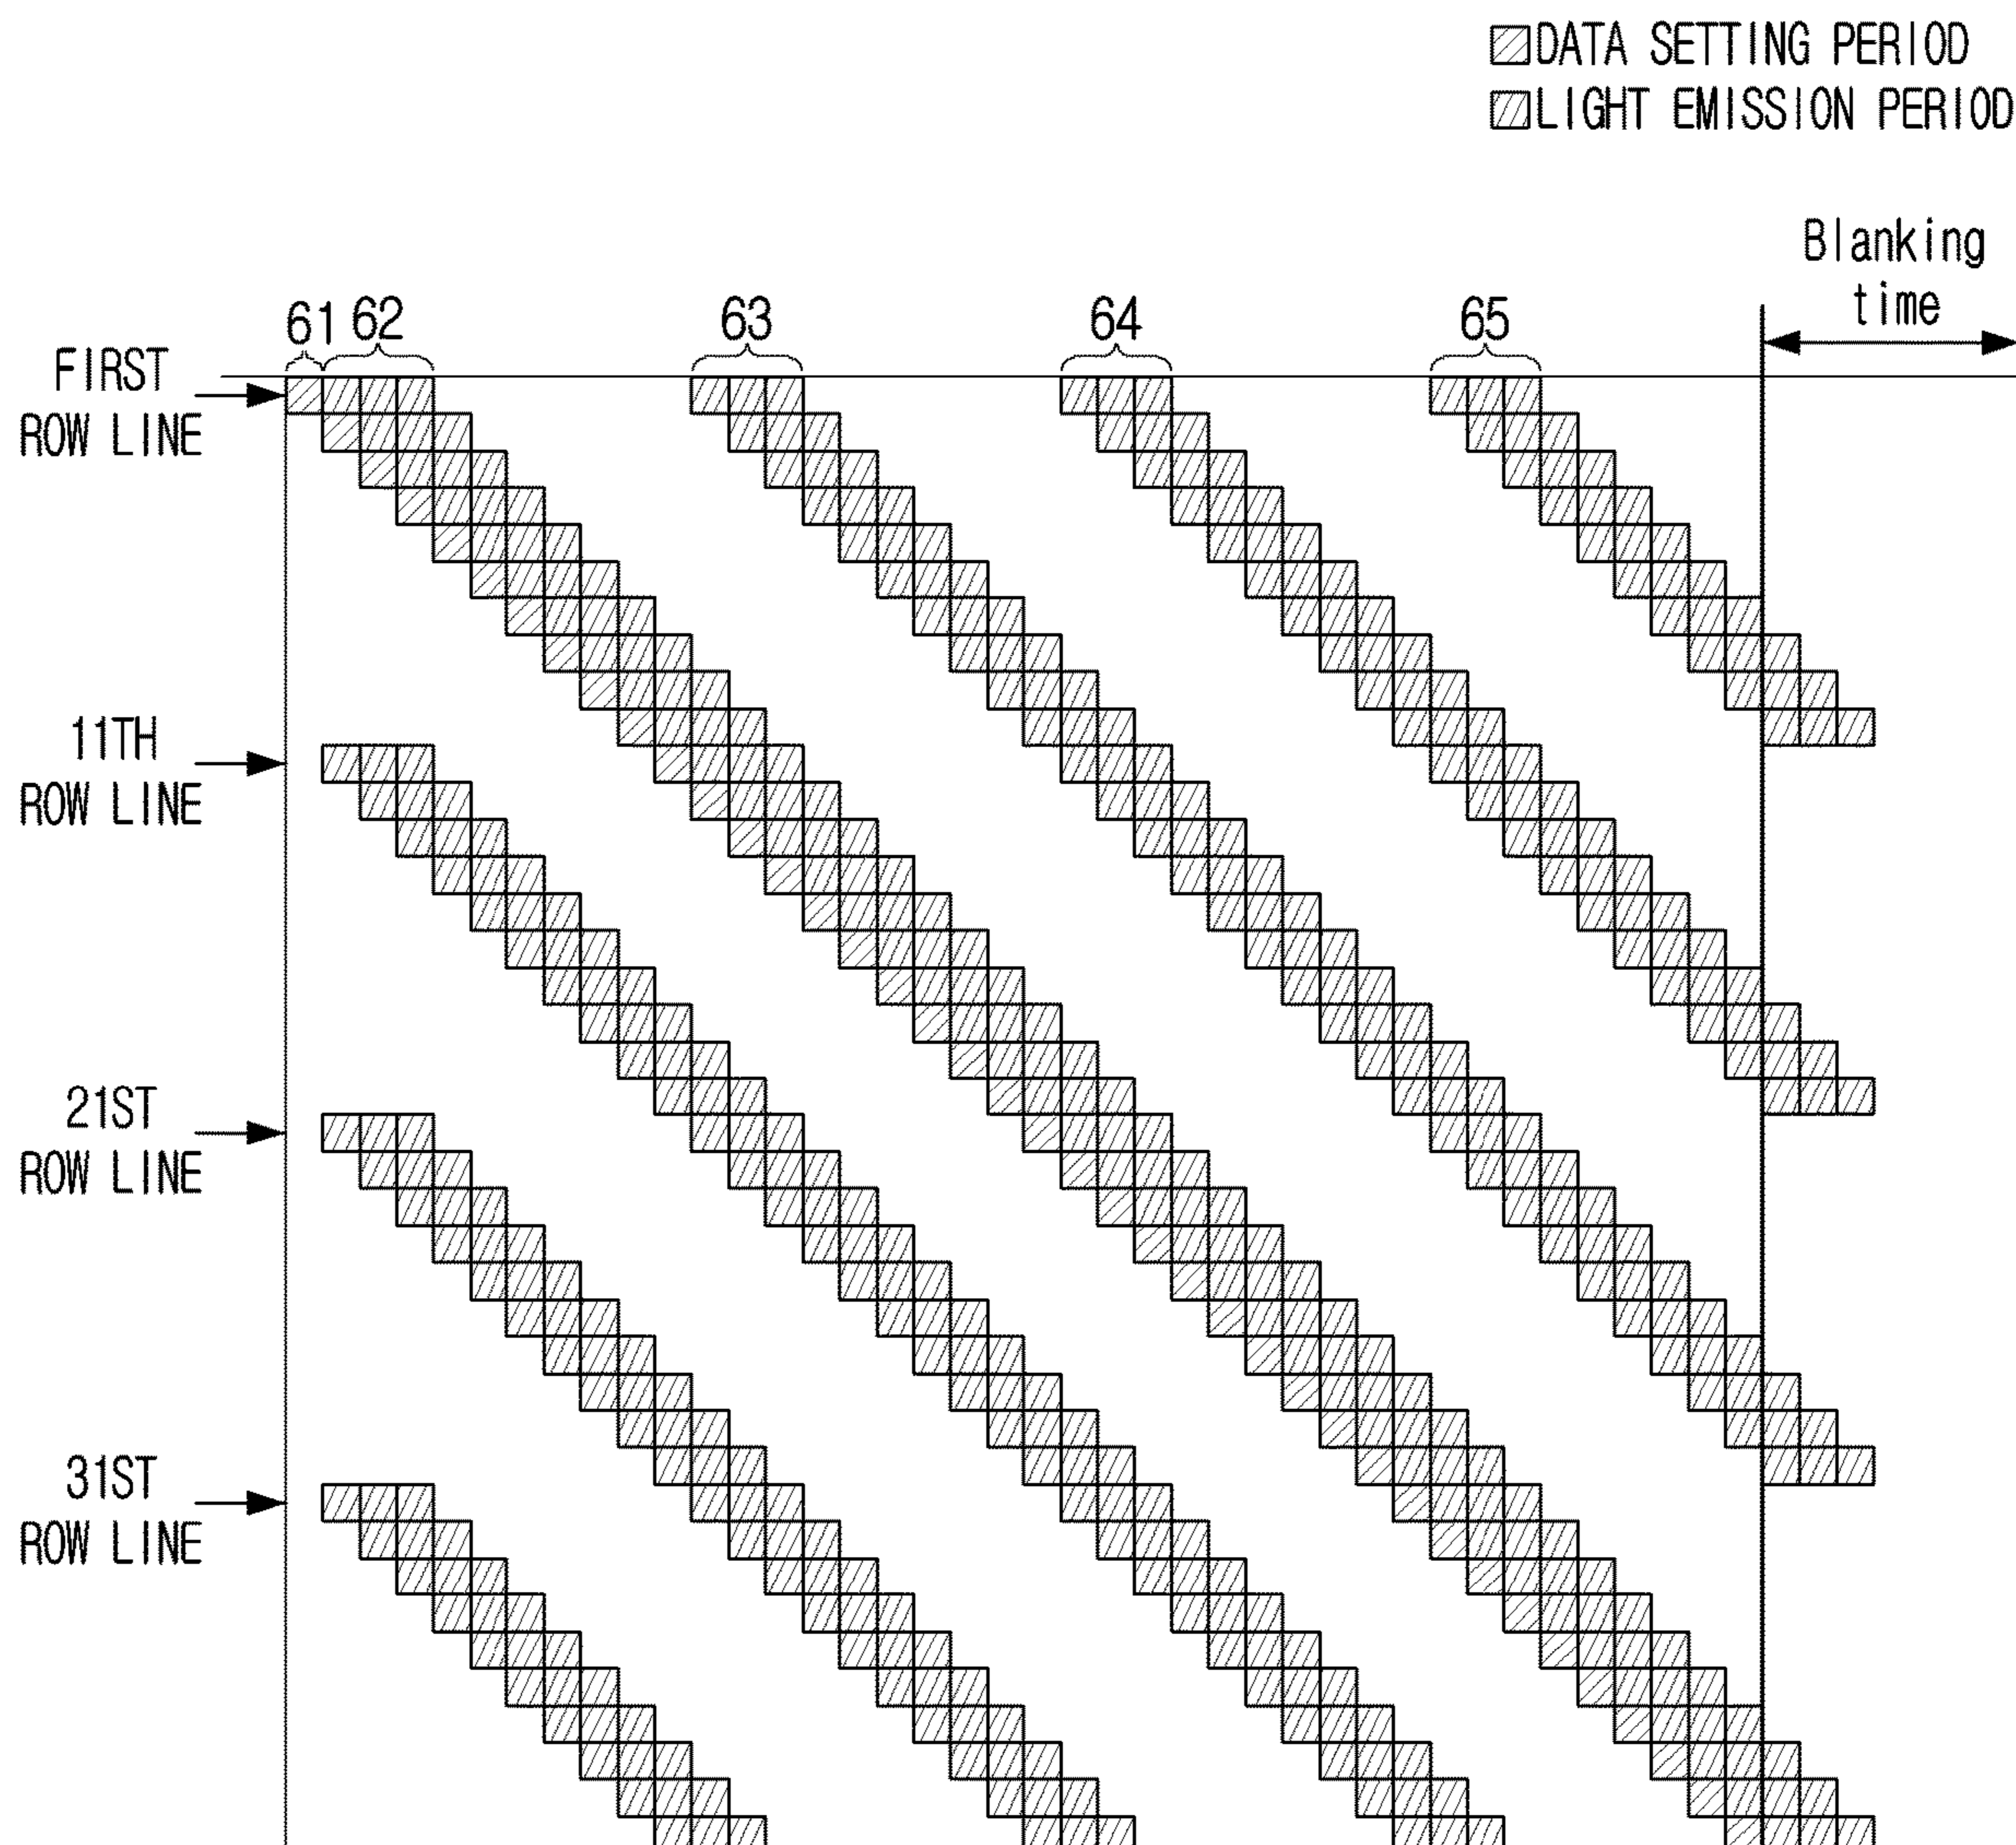 DATA SETTING PERIOD
LIGHT EMISSION PERIOD
Blanking
time
61 62 63 64 65
FIRST
ROW LINE
11TH
ROW LINE
21ST
ROW LINE
31ST
ROW LINE